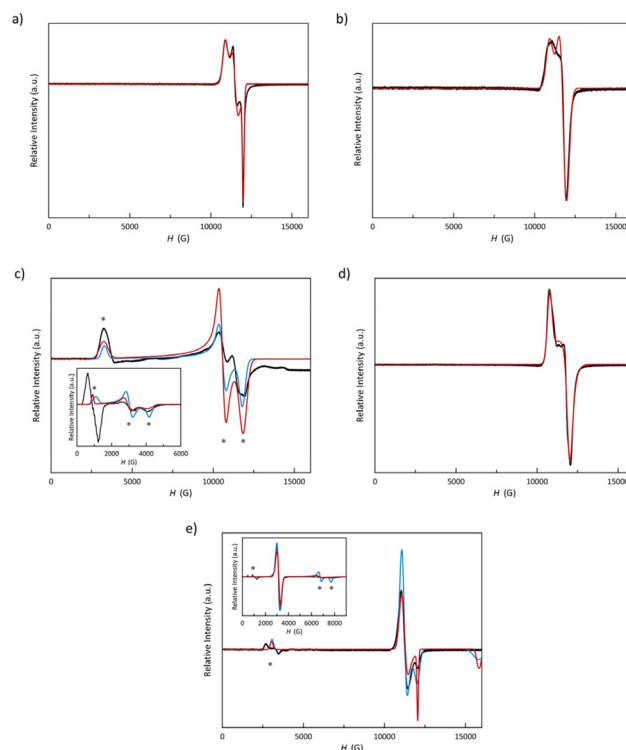 a)
Relative Intensity (a.u.)
0 5000 10000 15000
H (G)
b)
Relative Intensity (a.u.)
0 5000 10000 15000
H (G)
c)
Relative Intensity (a.u.)
*
* *
Relative Intensity (a.u.)
*
* *
0 2000 4000 6000
H (G)
0 5000 10000 15000
H (G)
d)
Relative Intensity (a.u.)
0 5000 10000 15000
H (G)
e)
Relative Intensity (a.u.)
Relative Intensity (a.u.)
*
* *
0 2000 4000 6000 8000
H (G)
*
0 5000 10000 15000
H (G)